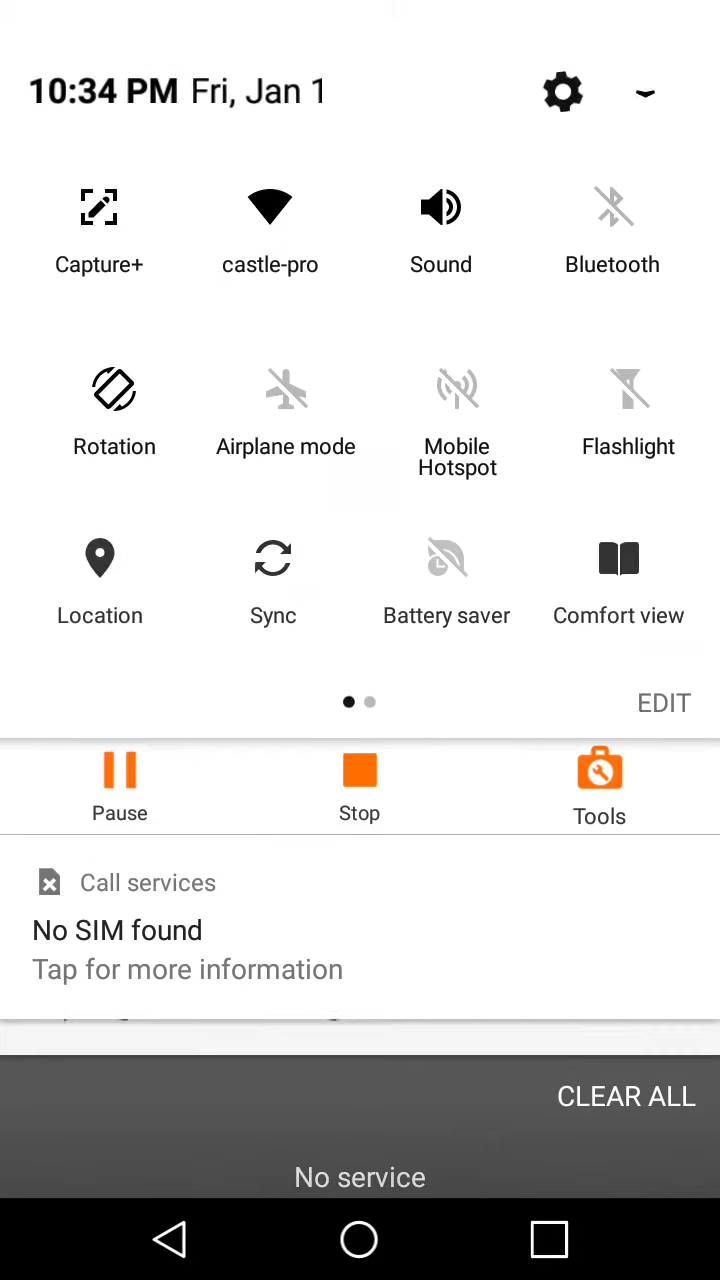 10:34 PM Fri, Jan 1
Capture+
castle-pro
Sound
Bluetooth
Rotation
Airplane mode
Mobile
Hotspot
Flashlight
Location
Sync
Battery saver
Comfort view
EDIT
Pause
Stop
Tools
Call services
No SIM found
Tap for more information
CLEAR ALL
No service